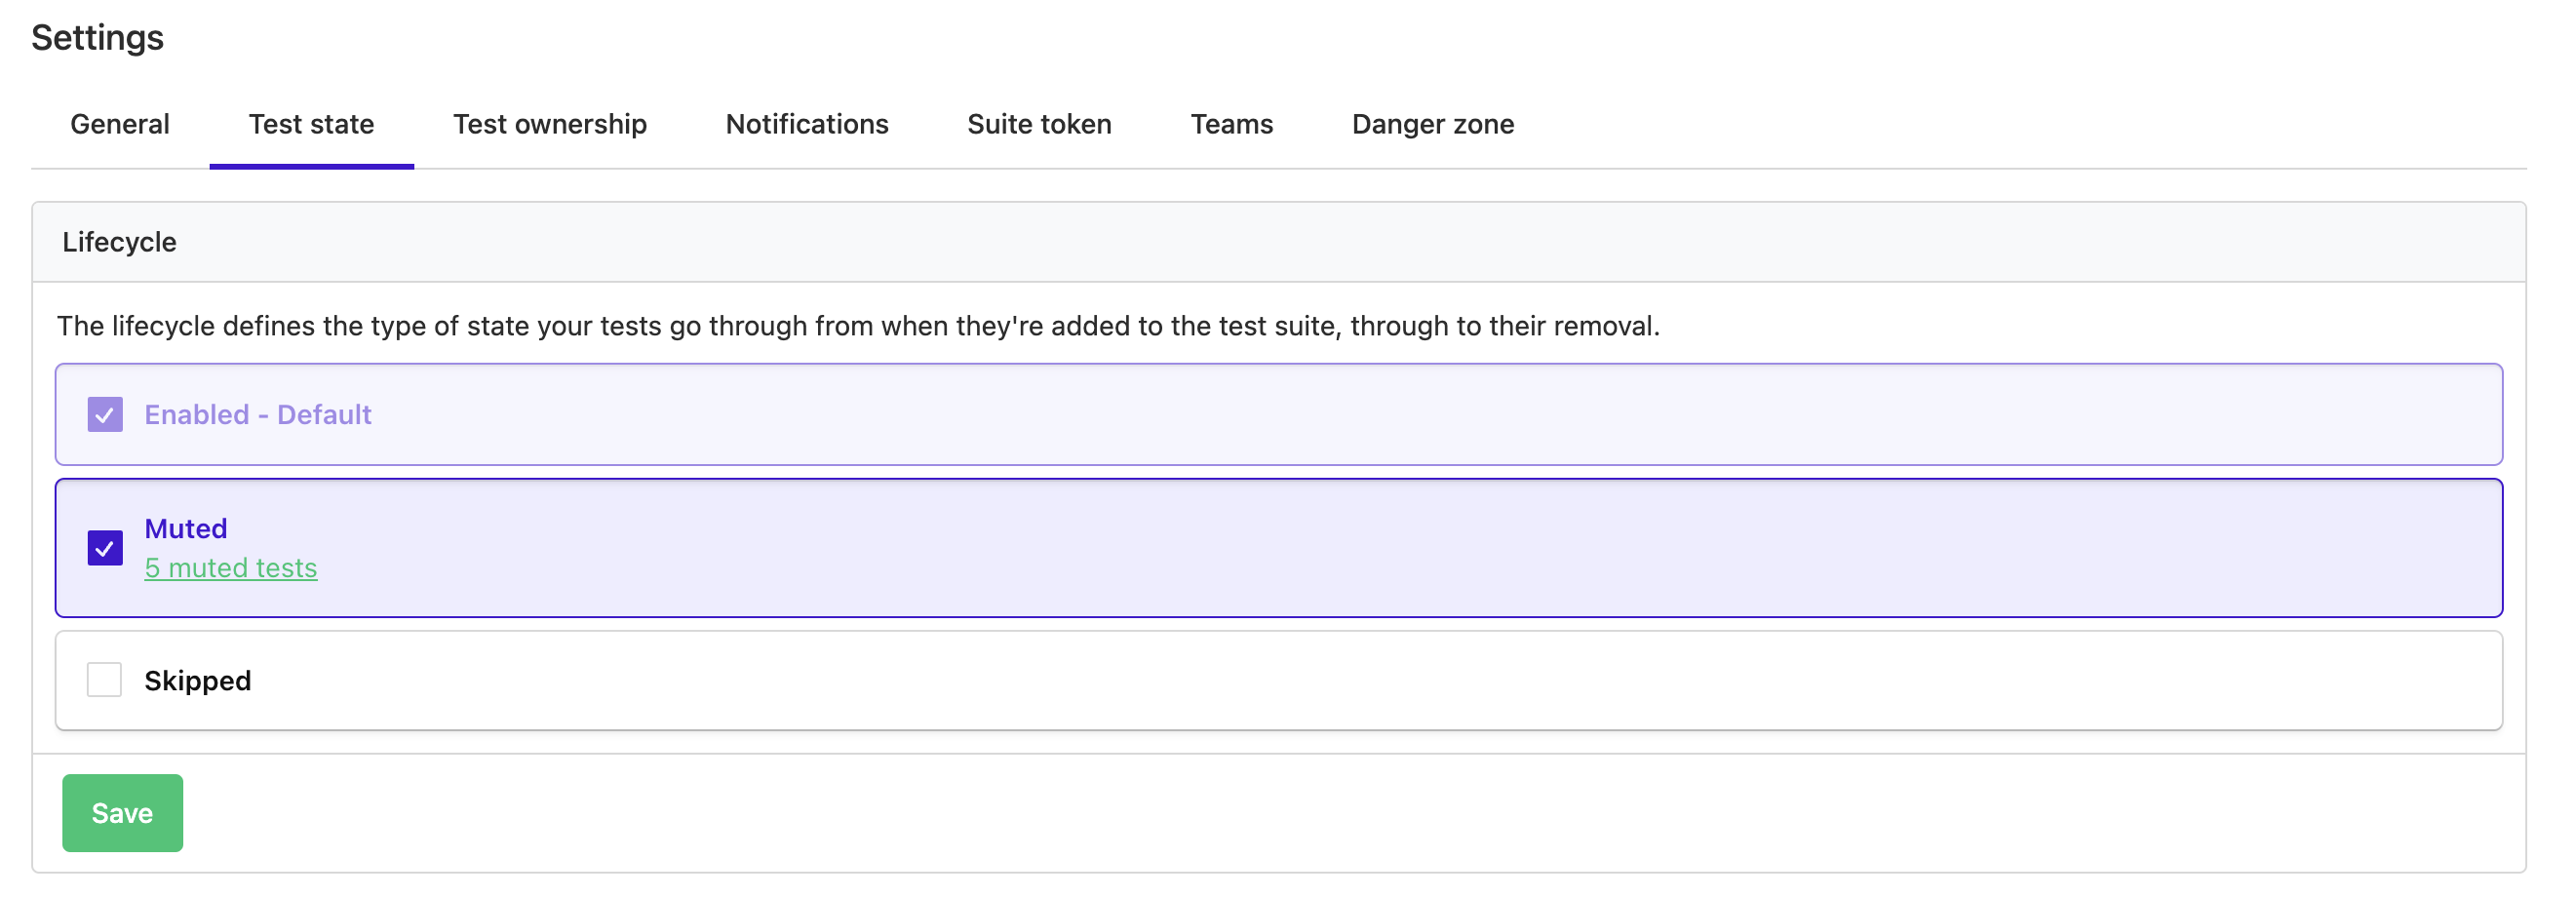 Settings
General Test state Test ownership Notifications Suite token Teams Danger zone
Lifecycle
The lifecycle defines the type of state your tests go through from when they're added to the test suite, through to their removal.
Enabled - Default
Muted
5 muted tests
Skipped
Save